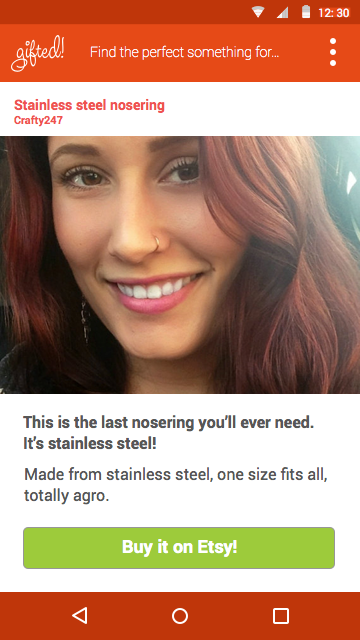 12:30
gifted!
Find the perfect something for...
Stainless steel nosering
Crafty247
This is the last nosering you’ll ever need.
It’s stainless steel!
Made from stainless steel, one size fits all,
totally agro.
Buy it on Etsy!